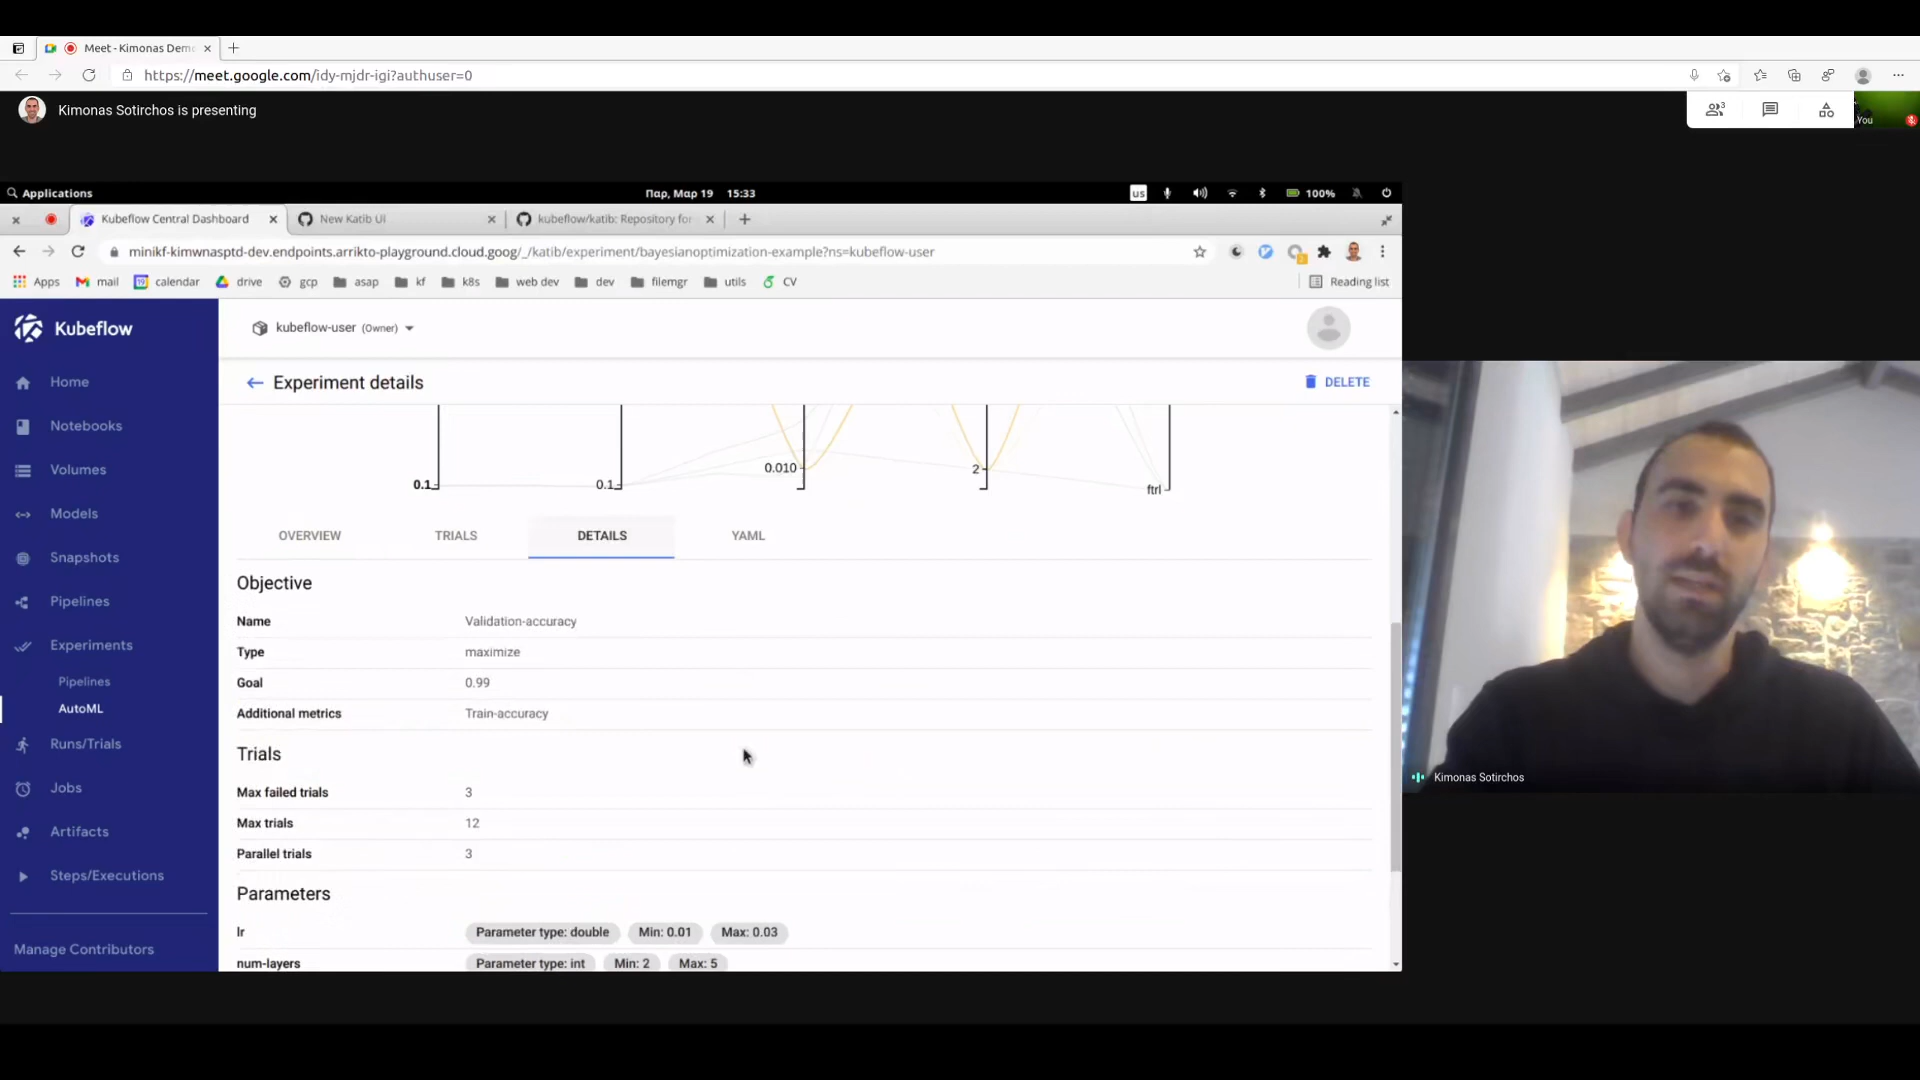 Meet - Kimonas Dem
https://meet.google.com/idy-mjdr-igi?authuser=0
Kimonas Sotirchos is presenting
3
You
Applications
Παρ, Μαρ 19 15:33
us
100%
Kubeflow Central Dashboard
New Katib UI
kubeflow/katib: Repository for
minikf-kimwnasptd-dev.endpoints.arrikto-playground.cloud.goog/_/katib/experiment/bayesianoptimization-example?ns=kubeflow-user
Apps
mail
calendar
drive
gcp
asap
kf
k8s
web dev
dev
filemgr
utils
CV
Reading list
Kubeflow
kubeflow-user (Owner)
Home
Notebooks
Volumes
Models
Snapshots
Pipelines
Experiments
Pipelines
AutoML
Runs/Trials
Jobs
Artifacts
Steps/Executions
Manage Contributors
Experiment details
DELETE
0.1
0.1
0.010
2
ftrl
OVERVIEW
TRIALS
DETAILS
YAML
Objective
Name Validation-accuracy
Type maximize
Goal 0.99
Additional metrics Train-accuracy
Trials
Max failed trials 3
Max trials 12
Parallel trials 3
Parameters
lr Parameter type: double Min: 0.01 Max: 0.03
num-layers Parameter type: int Min: 2 Max: 5
Kimonas Sotirchos